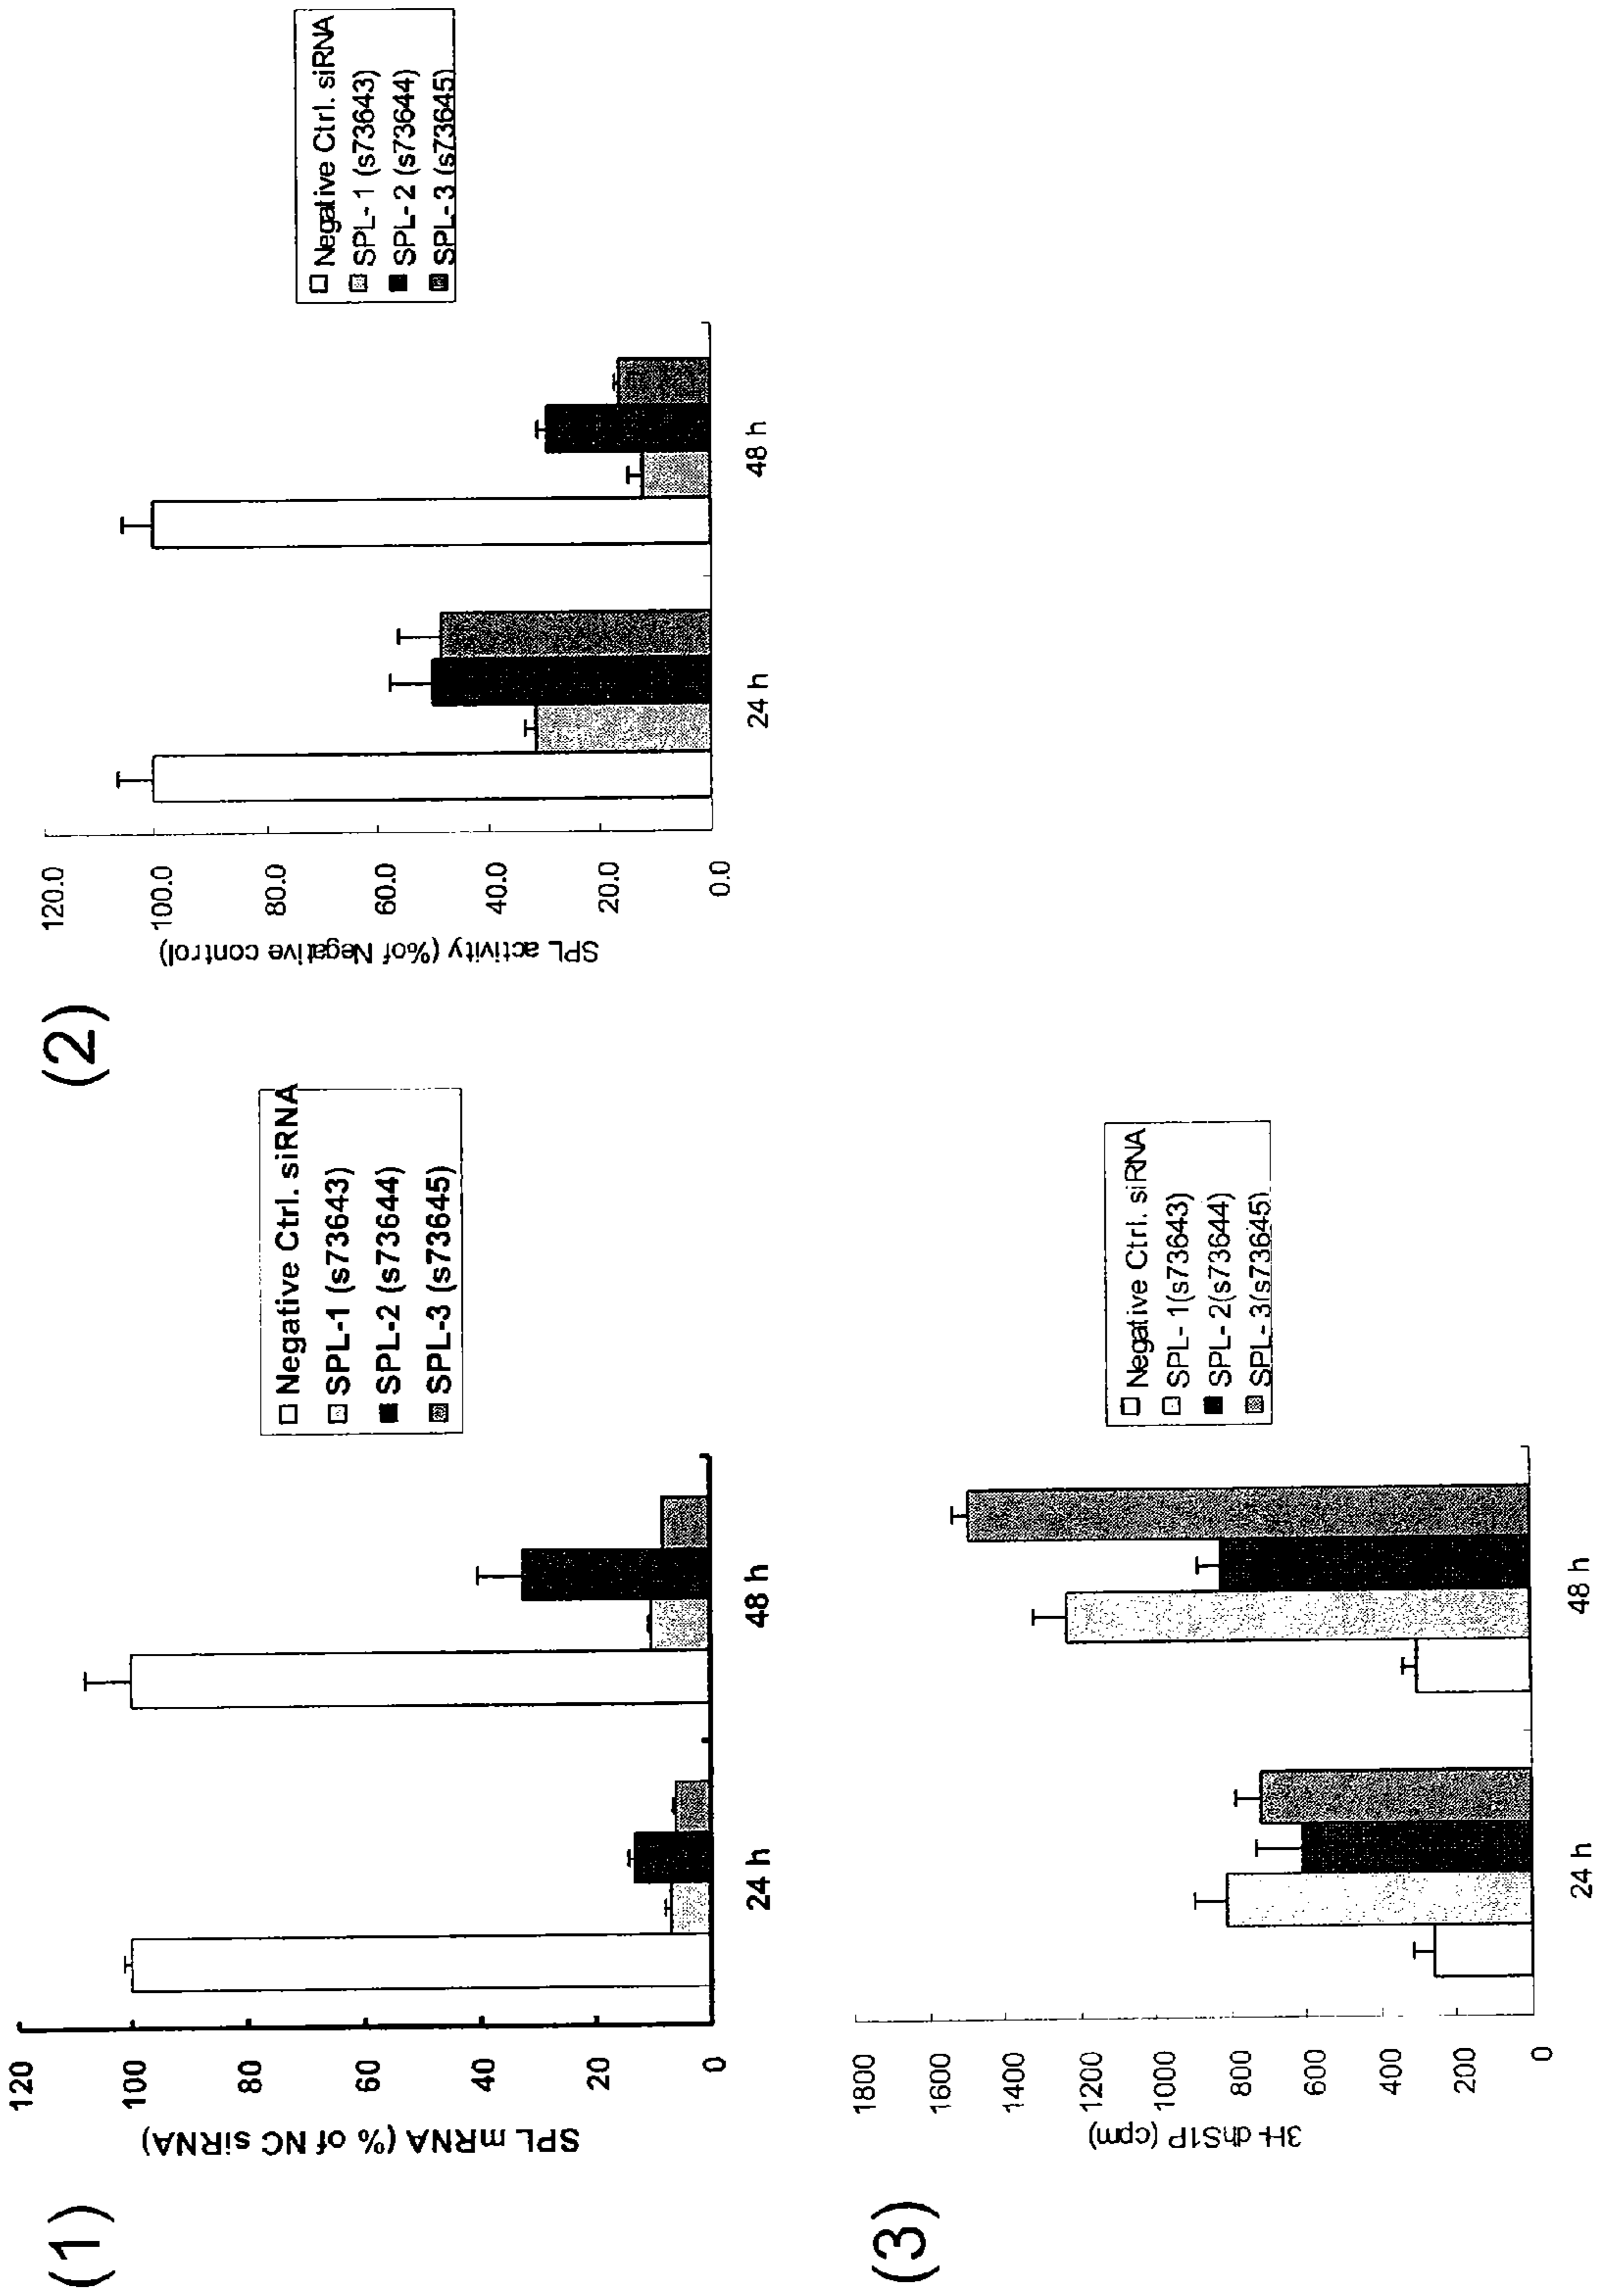 (1)
SPL mRNA (% of NC siRNA)
120
100
80
60
40
20
0
24 h
48 h
Negative Ctrl. siRNA
SPL-1 (s73643)
SPL-2 (s73644)
SPL-3 (s73645)
(2)
SPL activity (%of Negative control)
120.0
100.0
80.0
60.0
40.0
20.0
0.0
24 h
48 h
Negative Ctrl. siRNA
SPL-1 (s73643)
SPL-2 (s73644)
SPL-3 (s73645)
(3)
3H-dhS1P (cpm)
1800
1600
1400
1200
1000
800
600
400
200
0
24 h
48 h
Negative Ctrl. siRNA
SPL-1(s73643)
SPL-2(s73644)
SPL-3(s73645)